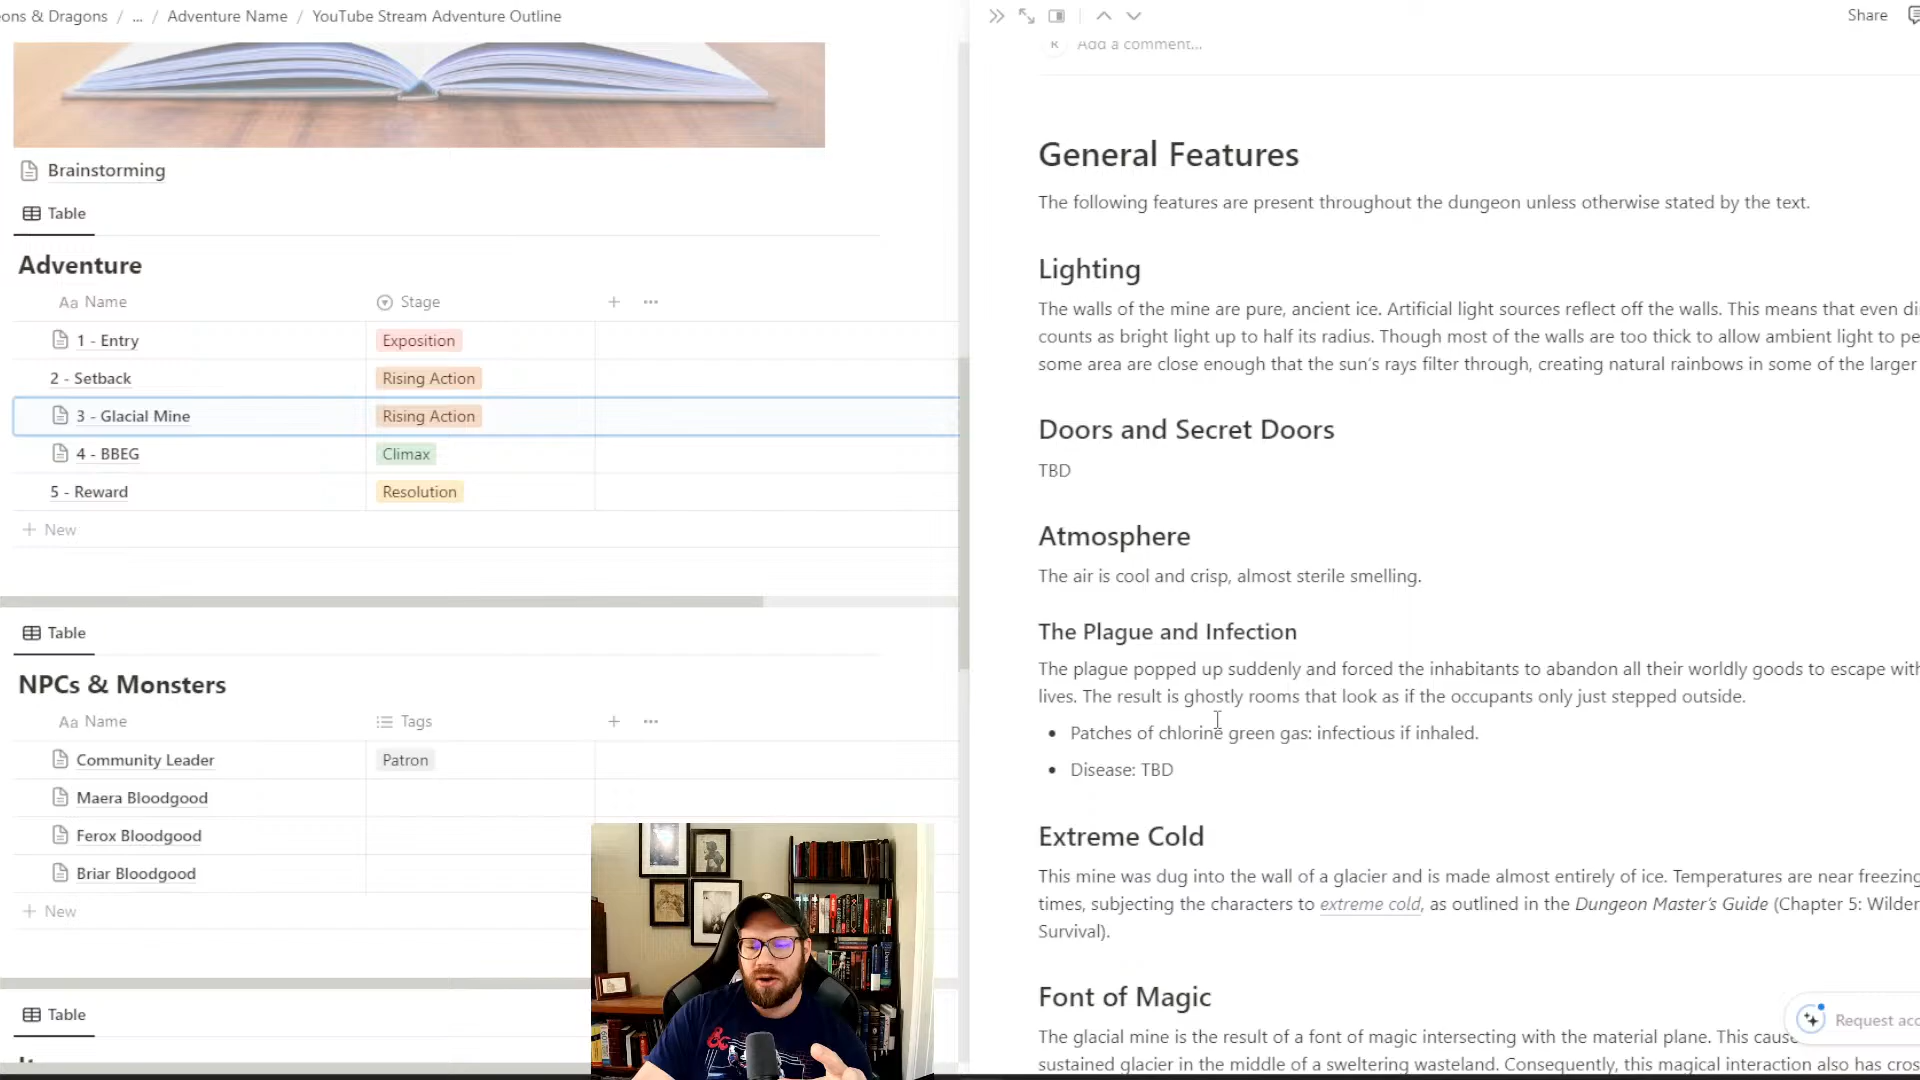 ons & Dragons / ... / Adventure Name / YouTube Stream Adventure Outline
Brainstorming
Table
Adventure
Aa Name Stage
1 - Entry Exposition
2 - Setback Rising Action
3 - Glacial Mine Rising Action
4 - BBEG Climax
5 - Reward Resolution
+ New
Table
NPCs & Monsters
Aa Name Tags
Community Leader Patron
Maera Bloodgood
Ferox Bloodgood
Briar Bloodgood
+ New
Table
Share
K Add a comment...
General Features
The following features are present throughout the dungeon unless otherwise stated by the text.
Lighting
The walls of the mine are pure, ancient ice. Artificial light sources reflect off the walls. This means that even di
counts as bright light up to half its radius. Though most of the walls are too thick to allow ambient light to pe
some area are close enough that the sun's rays filter through, creating natural rainbows in some of the larger
Doors and Secret Doors
TBD
Atmosphere
The air is cool and crisp, almost sterile smelling.
The Plague and Infection
The plague popped up suddenly and forced the inhabitants to abandon all their worldly goods to escape with
lives. The result is ghostly rooms that look as if the occupants only just stepped outside.
• Patches of chlorine green gas: infectious if inhaled.
• Disease: TBD
Extreme Cold
This mine was dug into the wall of a glacier and is made almost entirely of ice. Temperatures are near freezing
times, subjecting the characters to extreme cold, as outlined in the Dungeon Master's Guide (Chapter 5: Wilder
Survival).
Font of Magic
The glacial mine is the result of a font of magic intersecting with the material plane. This cause
sustained glacier in the middle of a sweltering wasteland. Consequently, this magical interaction also has cros
Request acc